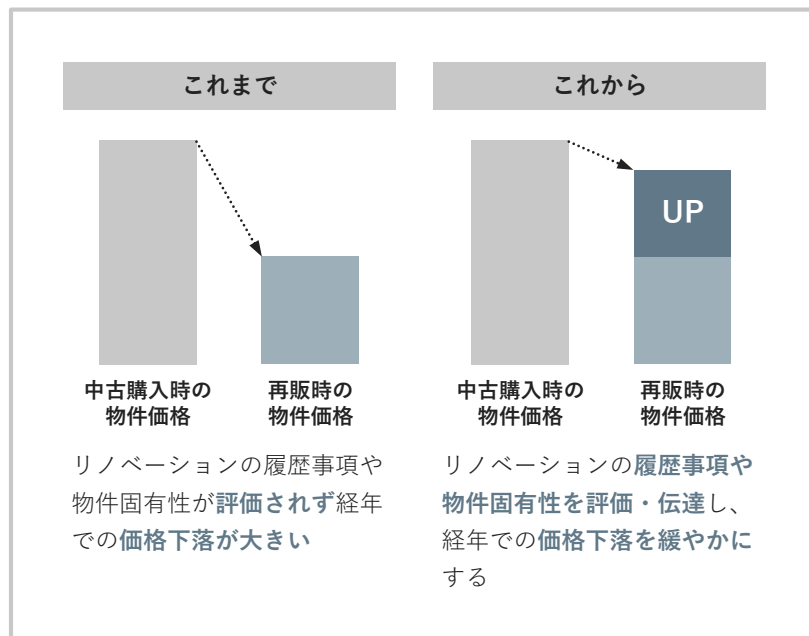 これまで
中古購入時の
物件価格
再販時の
物件価格
リノベーションの履歴事項や
物件固有性が評価されず経年
での価格下落が大きい
これから
UP
中古購入時の
物件価格
再販時の
物件価格
リノベーションの履歴事項や
物件固有性を評価・伝達し、
経年での価格下落を緩やかに
する